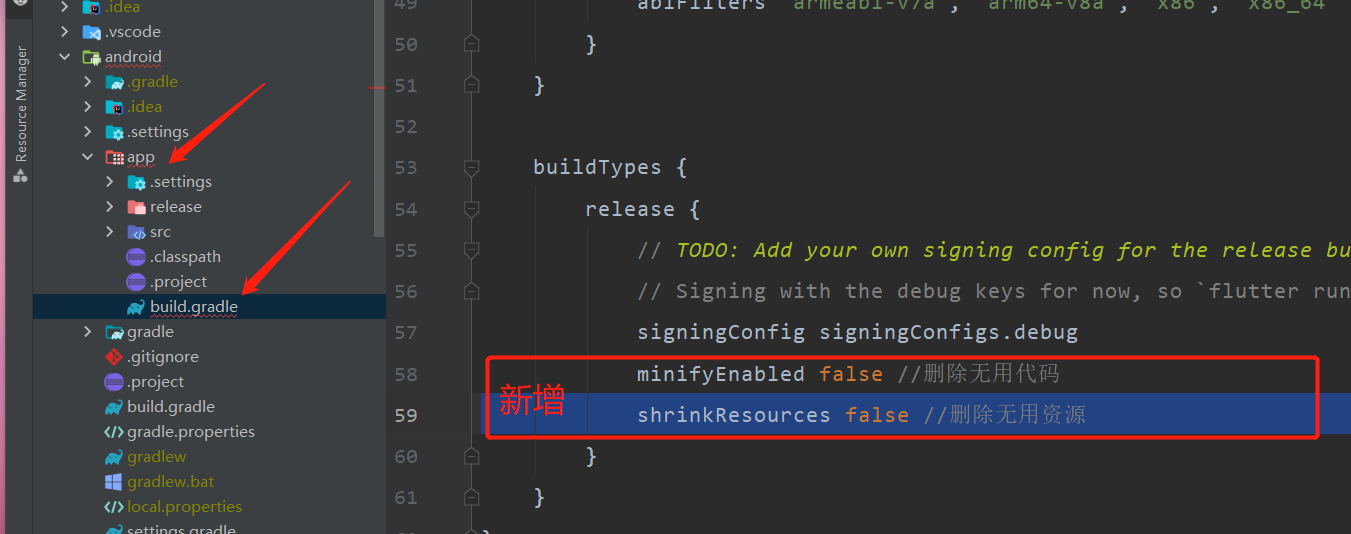 Resource Manager
.idea
.vscode
android
.gradle
.idea
.settings
app
.settings
release
src
.classpath
.project
build.gradle
gradle
.gitignore
.project
build.gradle
gradle.properties
gradlew
gradlew.bat
local.properties
settings.gradle
49 abiFilters "armeabi-v7a", "arm64-v8a", "x86", "x86_64"
50 }
51 }
52
53 buildTypes {
54 release {
55 // TODO: Add your own signing config for the release bu
56 // Signing with the debug keys for now, so `flutter run
57 signingConfig signingConfigs.debug
58 minifyEnabled false //删除无用代码
新增
59 shrinkResources false //删除无用资源
60 }
61 }